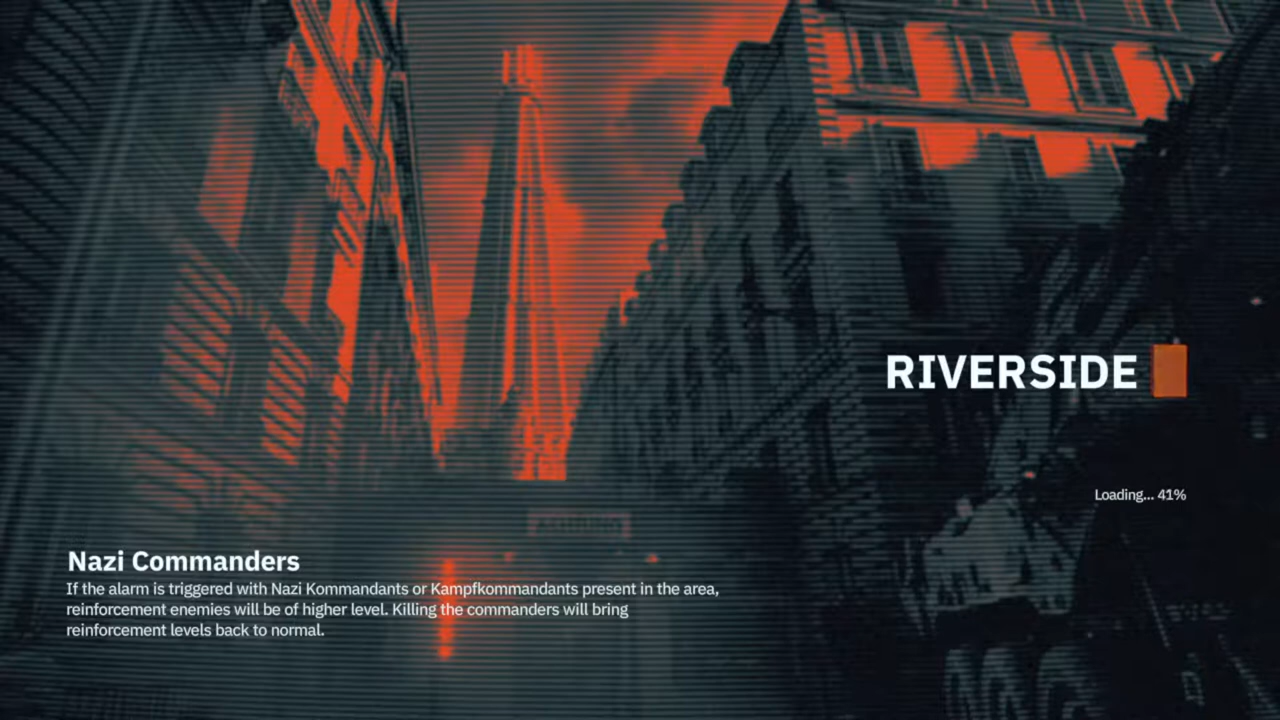 RIVERSIDE
Loading... 41%
Nazi Commanders
If the alarm is triggered with Nazi Kommandants or Kampfkommandants present in the area,
reinforcement enemies will be of higher level. Killing the commanders will bring
reinforcement levels back to normal.